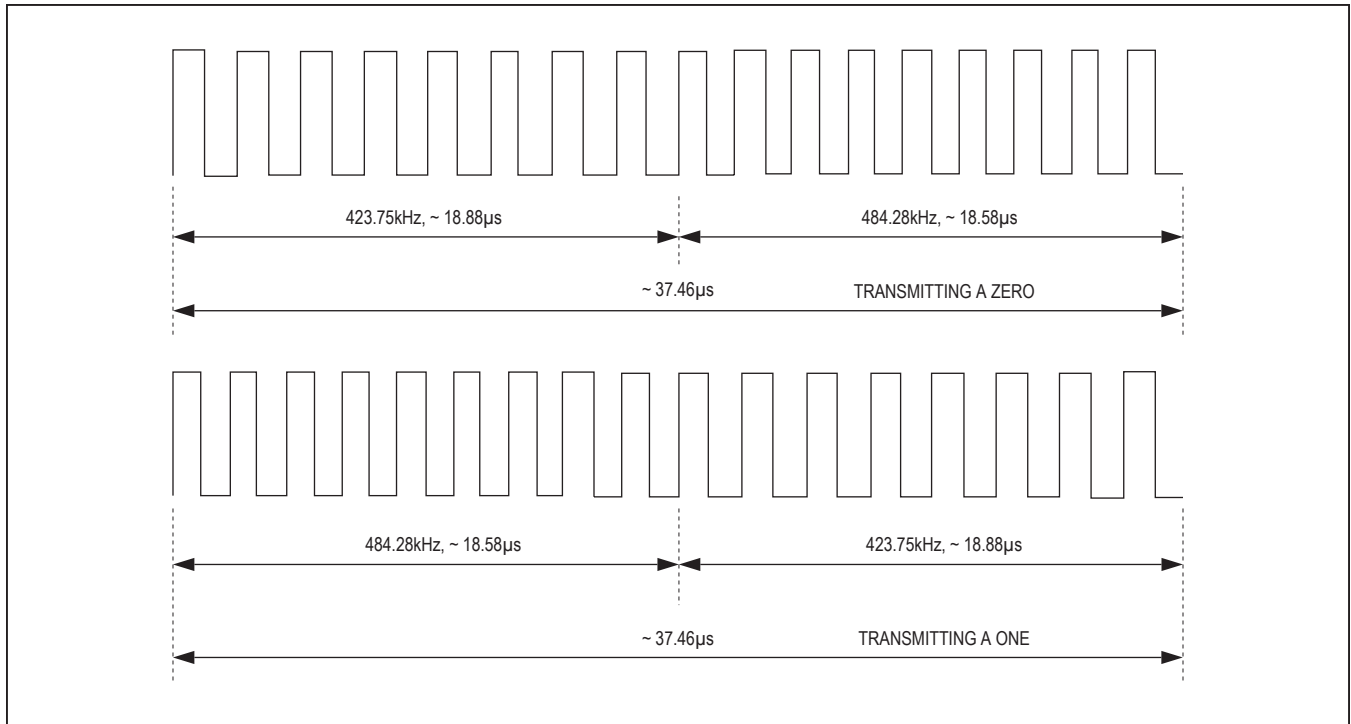 423.75kHz, ~ 18.88µs
484.28kHz, ~ 18.58µs
~ 37.46µs
TRANSMITTING A ZERO
484.28kHz, ~ 18.58µs
423.75kHz, ~ 18.88µs
~ 37.46µs
TRANSMITTING A ONE